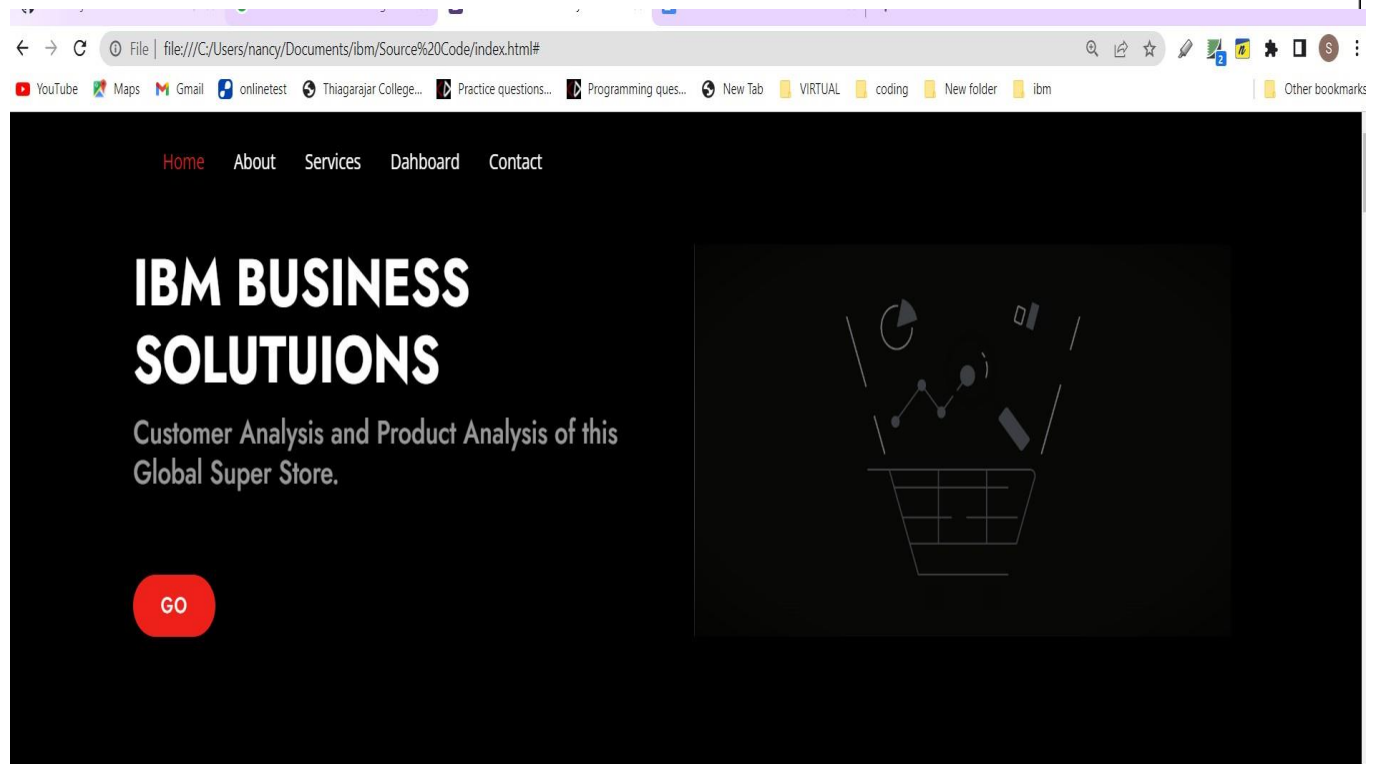 File | file:///C:/Users/nancy/Documents/ibm/Source%20Code/index.html#
2 n S
YouTube Maps Gmail onlinetest Thiagarajar College... Practice questions... Programming ques... New Tab VIRTUAL coding New folder ibm Other bookmarks
Home About Services Dahboard Contact
IBM BUSINESS
SOLUTUIONS
Customer Analysis and Product Analysis of this
Global Super Store.
GO